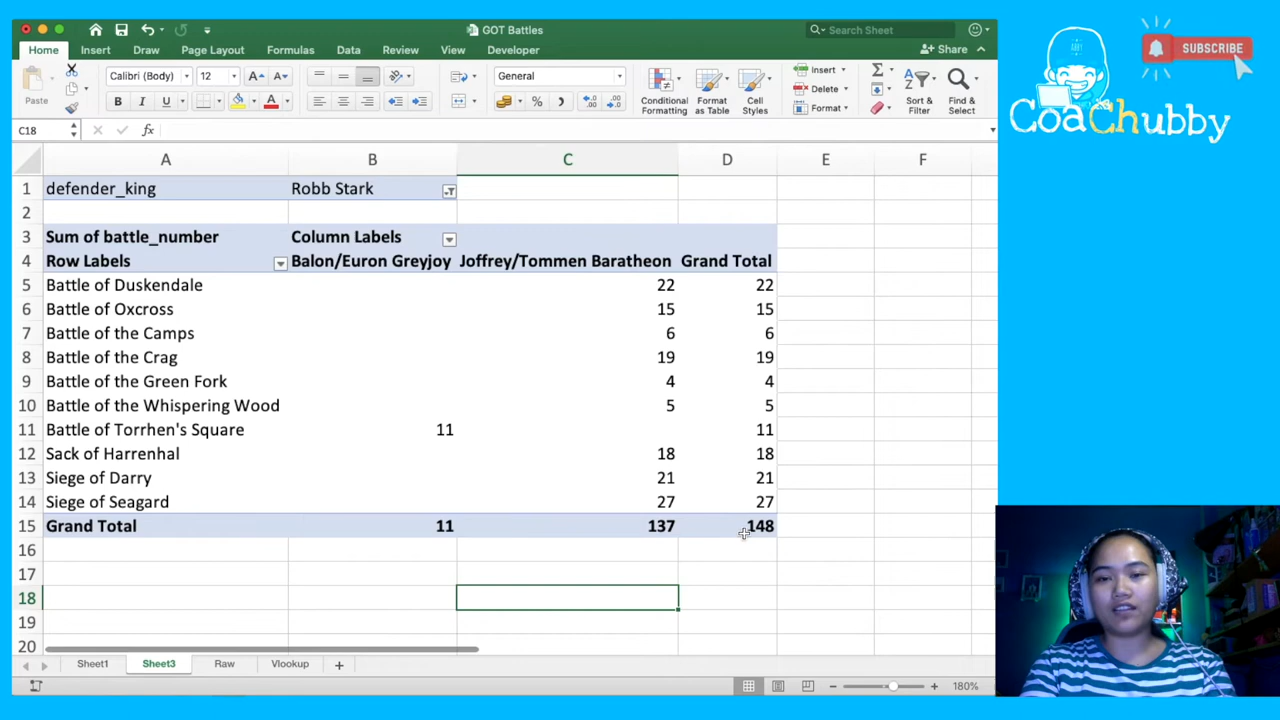 GOT Battles
Search Sheet
Home Insert Draw Page Layout Formulas Data Review View Developer
Share
Paste
Calibri (Body) 12
General
Conditional Formatting
Format as Table
Cell Styles
Insert
Delete
Format
Sort & Filter
Find & Select
C18 fx
A B C D E F
1 defender_king Robb Stark
2
3 Sum of battle_number Column Labels
4 Row Labels Balon/Euron Greyjoy Joffrey/Tommen Baratheon Grand Total
5 Battle of Duskendale 22 22
6 Battle of Oxcross 15 15
7 Battle of the Camps 6 6
8 Battle of the Crag 19 19
9 Battle of the Green Fork 4 4
10 Battle of the Whispering Wood 5 5
11 Battle of Torrhen's Square 11 11
12 Sack of Harrenhal 18 18
13 Siege of Darry 21 21
14 Siege of Seagard 27 27
15 Grand Total 11 137 148
16
17
18
19
20
Sheet1 Sheet3 Raw Vlookup
180%
SUBSCRIBE
CoaChubby